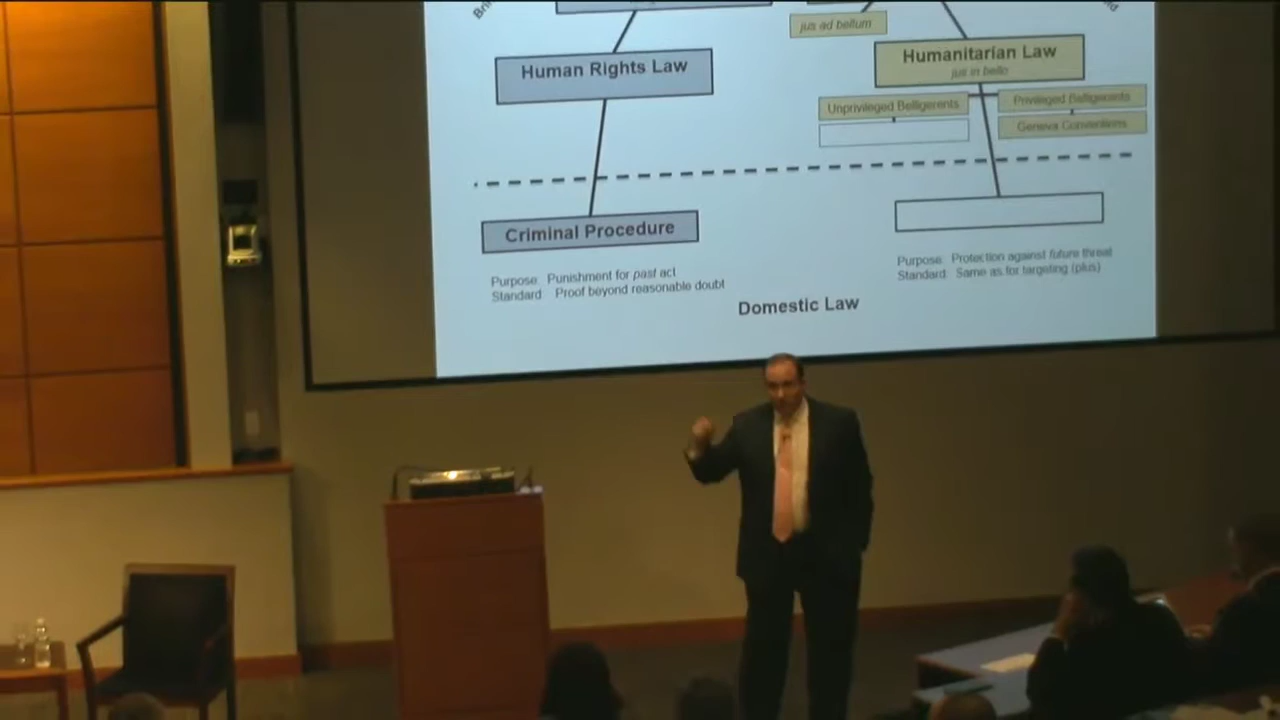 jus ad bellum
Human Rights Law
Humanitarian Law
jus in bello
Unprivileged Belligerents
Privileged Belligerents
Geneva Conventions
Criminal Procedure
Purpose: Punishment for past act
Standard: Proof beyond reasonable doubt
Purpose: Protection against future threat
Standard: Same as for targeting (plus)
Domestic Law